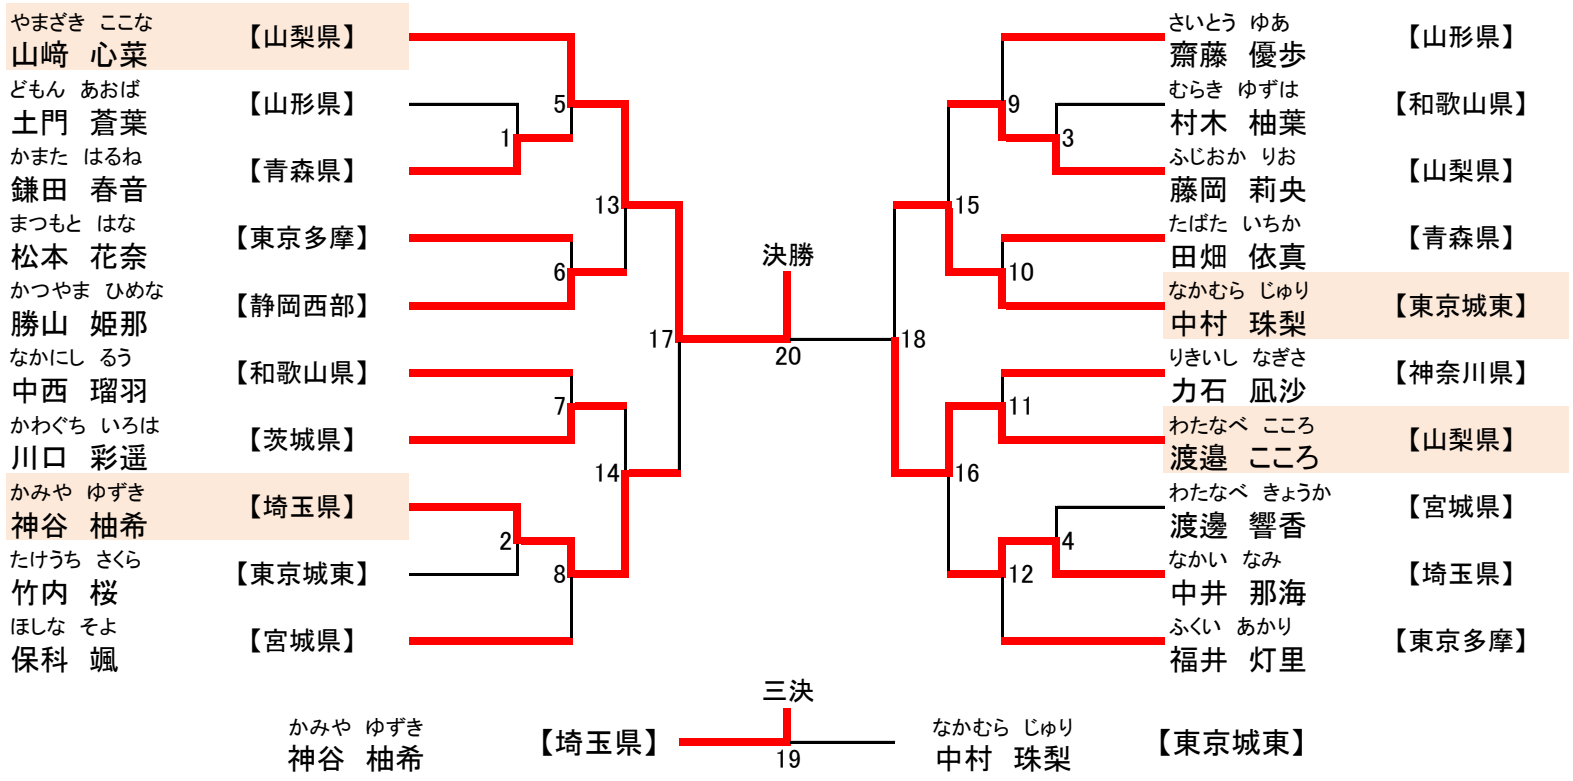 やまざき ここな
山﨑 心菜 【山梨県】
どもん あおば
土門 蒼葉 【山形県】
かまた はるね
鎌田 春音 【青森県】
まつもと はな
松本 花奈 【東京多摩】
かつやま ひめな
勝山 姫那 【静岡西部】
なかにし るう
中西 瑠羽 【和歌山県】
かわぐち いろは
川口 彩遥 【茨城県】
かみや ゆずき
神谷 柚希 【埼玉県】
たけうち さくら
竹内 桜 【東京城東】
ほしな そよ
保科 颯 【宮城県】
1
2
5
6
7
8
13
14
17
決勝
20
18
15
16
9
10
11
12
3
4
さいとう ゆあ
齋藤 優歩 【山形県】
むらき ゆずは
村木 柚葉 【和歌山県】
ふじおか りお
藤岡 莉央 【山梨県】
たばた いちか
田畑 依真 【青森県】
なかむら じゅり
中村 珠梨 【東京城東】
りきいし なぎさ
力石 凪沙 【神奈川県】
わたなべ こころ
渡邉 こころ 【山梨県】
わたなべ きょうか
渡邊 響香 【宮城県】
なかい なみ
中井 那海 【埼玉県】
ふくい あかり
福井 灯里 【東京多摩】
三決
かみや ゆずき
神谷 柚希 【埼玉県】
19
なかむら じゅり
中村 珠梨 【東京城東】